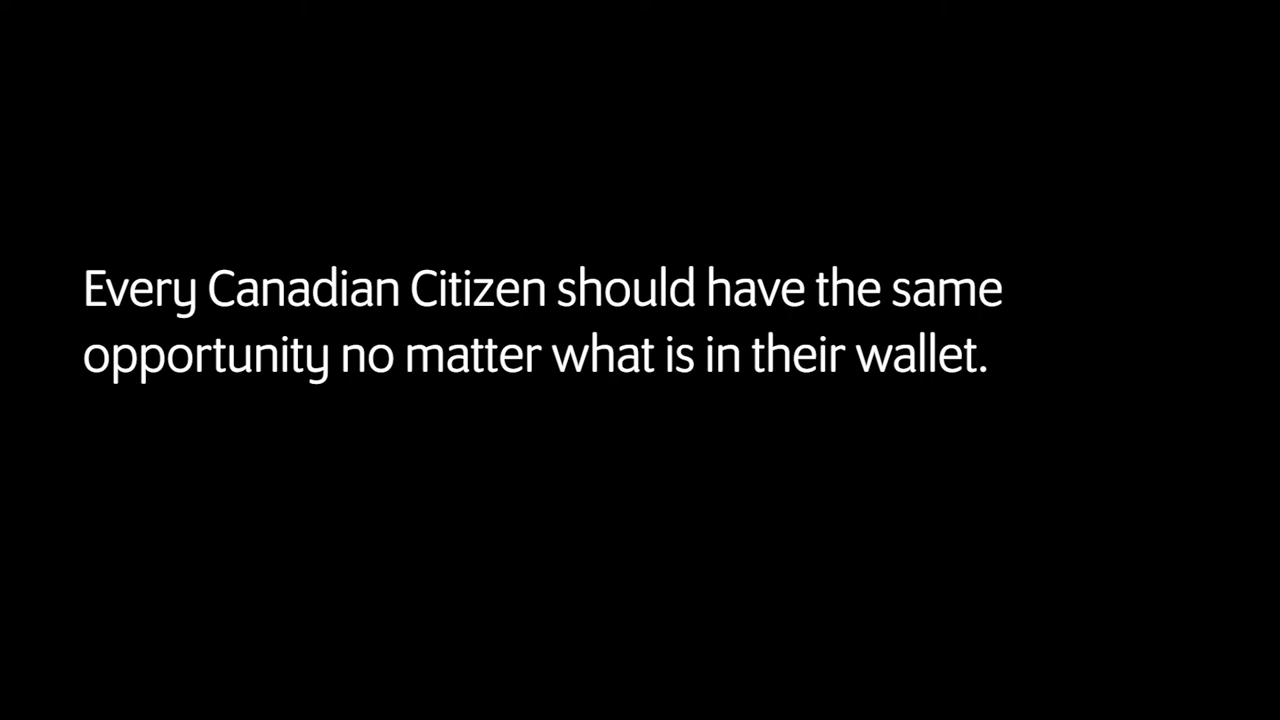 Every Canadian Citizen should have the same
opportunity no matter what is in their wallet.